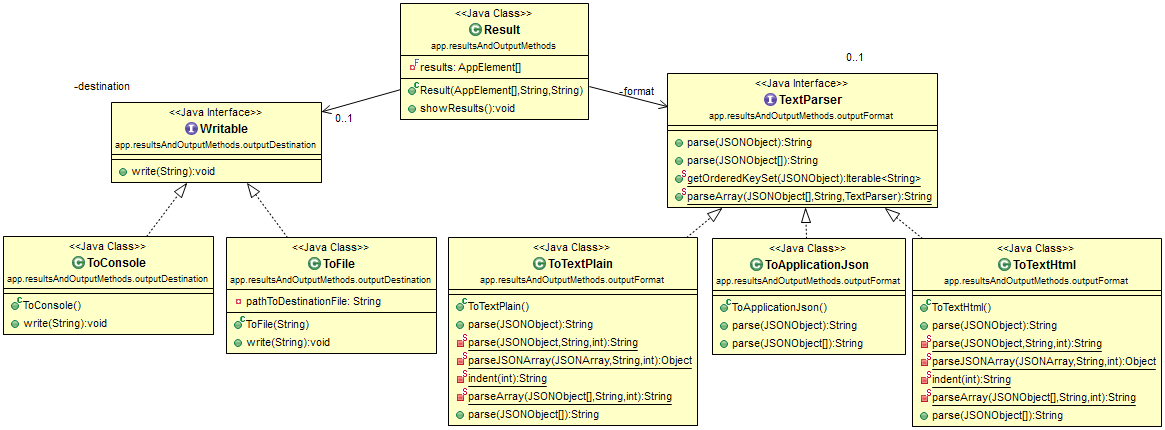 <<Java Class>>
Result
app.resultsAndOutputMethods
F results: AppElement[]
C Result(AppElement[],String,String)
showResults():void
-destination
0..1
-format
0..1
<<Java Interface>>
I Writable
app.resultsAndOutputMethods.outputDestination
write(String):void
<<Java Interface>>
I TextParser
app.resultsAndOutputMethods.outputFormat
parse(JSONObject):String
parse(JSONObject[]):String
S getOrderedKeySet(JSONObject):Iterable<String>
S parseArray(JSONObject[],String,TextParser):String
<<Java Class>>
C ToConsole
app.resultsAndOutputMethods.outputDestination
C ToConsole()
write(String):void
<<Java Class>>
C ToFile
app.resultsAndOutputMethods.outputDestination
pathToDestinationFile: String
C ToFile(String)
write(String):void
<<Java Class>>
C ToTextPlain
app.resultsAndOutputMethods.outputFormat
C ToTextPlain()
parse(JSONObject):String
S parse(JSONObject,String,int):String
S parseJSONArray(JSONArray,String,int):Object
S indent(int):String
S parseArray(JSONObject[],String,int):String
parse(JSONObject[]):String
<<Java Class>>
C ToApplicationJson
app.resultsAndOutputMethods.outputFormat
C ToApplicationJson()
parse(JSONObject):String
parse(JSONObject[]):String
<<Java Class>>
C ToTextHtml
app.resultsAndOutputMethods.outputFormat
C ToTextHtml()
parse(JSONObject):String
S parse(JSONObject,String,int):String
S parseJSONArray(JSONArray,String,int):Object
S indent(int):String
S parseArray(JSONObject[],String,int):String
parse(JSONObject[]):String